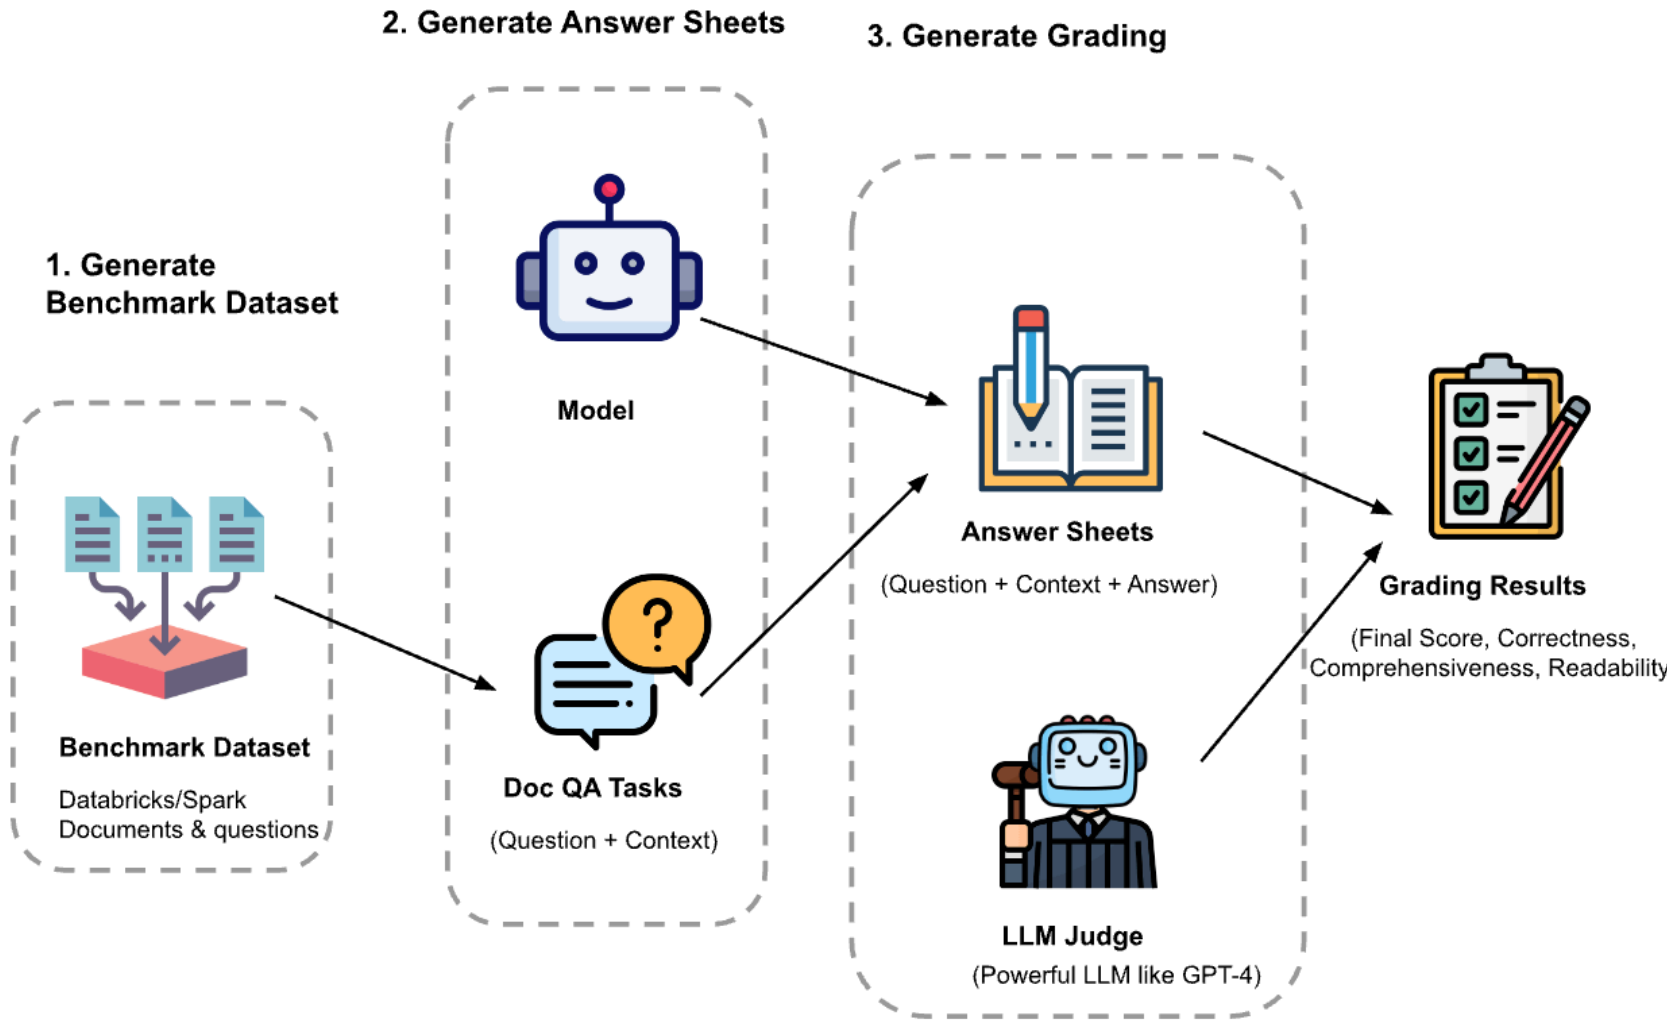 1. Generate
Benchmark Dataset
Benchmark Dataset
Databricks/Spark
Documents & questions
2. Generate Answer Sheets
Model
Doc QA Tasks
(Question + Context)
3. Generate Grading
Answer Sheets
(Question + Context + Answer)
LLM Judge
(Powerful LLM like GPT-4)
Grading Results
(Final Score, Correctness,
Comprehensiveness, Readability